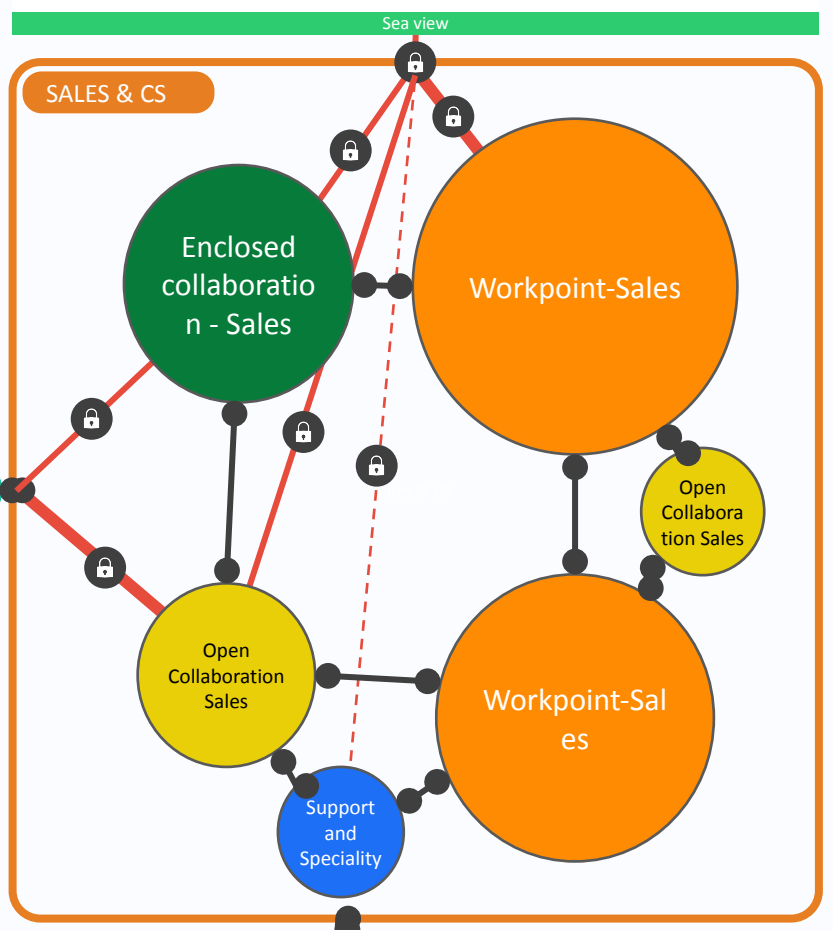 Sea view
SALES & CS
Enclosed
collaboratio
n - Sales
Workpoint-Sales
Open
Collabora
tion Sales
Open
Collaboration
Sales
Workpoint-Sal
es
Support
and
Speciality